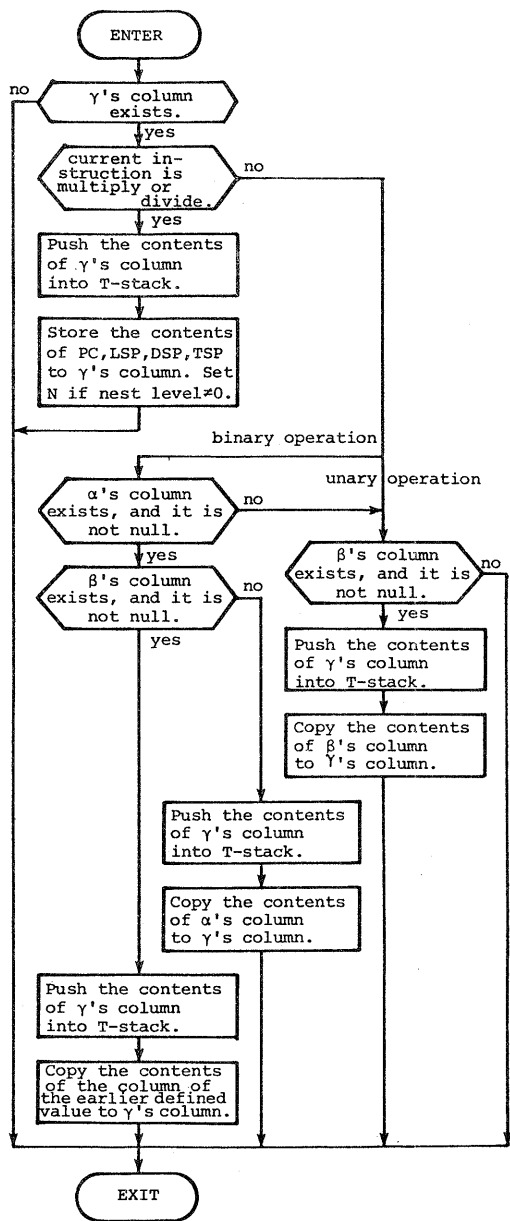 ENTER
no
γ's column
exists.
yes
current in-
struction is
multiply or
divide.
no
yes
Push the contents
of γ's column
into T-stack.
Store the contents
of PC,LSP,DSP,TSP
to γ's column. Set
N if nest level≠0.
binary operation
unary operation
α's column
exists, and it is
not null.
no
yes
β's column
exists, and it is
not null.
no
yes
β's column
exists, and it is
not null.
no
yes
Push the contents
of γ's column
into T-stack.
Copy the contents
of β's column
to γ's column.
Push the contents
of γ's column
into T-stack.
Copy the contents
of α's column
to γ's column.
Push the contents
of γ's column
into T-stack.
Copy the contents
of the column of
the earlier defined
value to γ's column.
EXIT